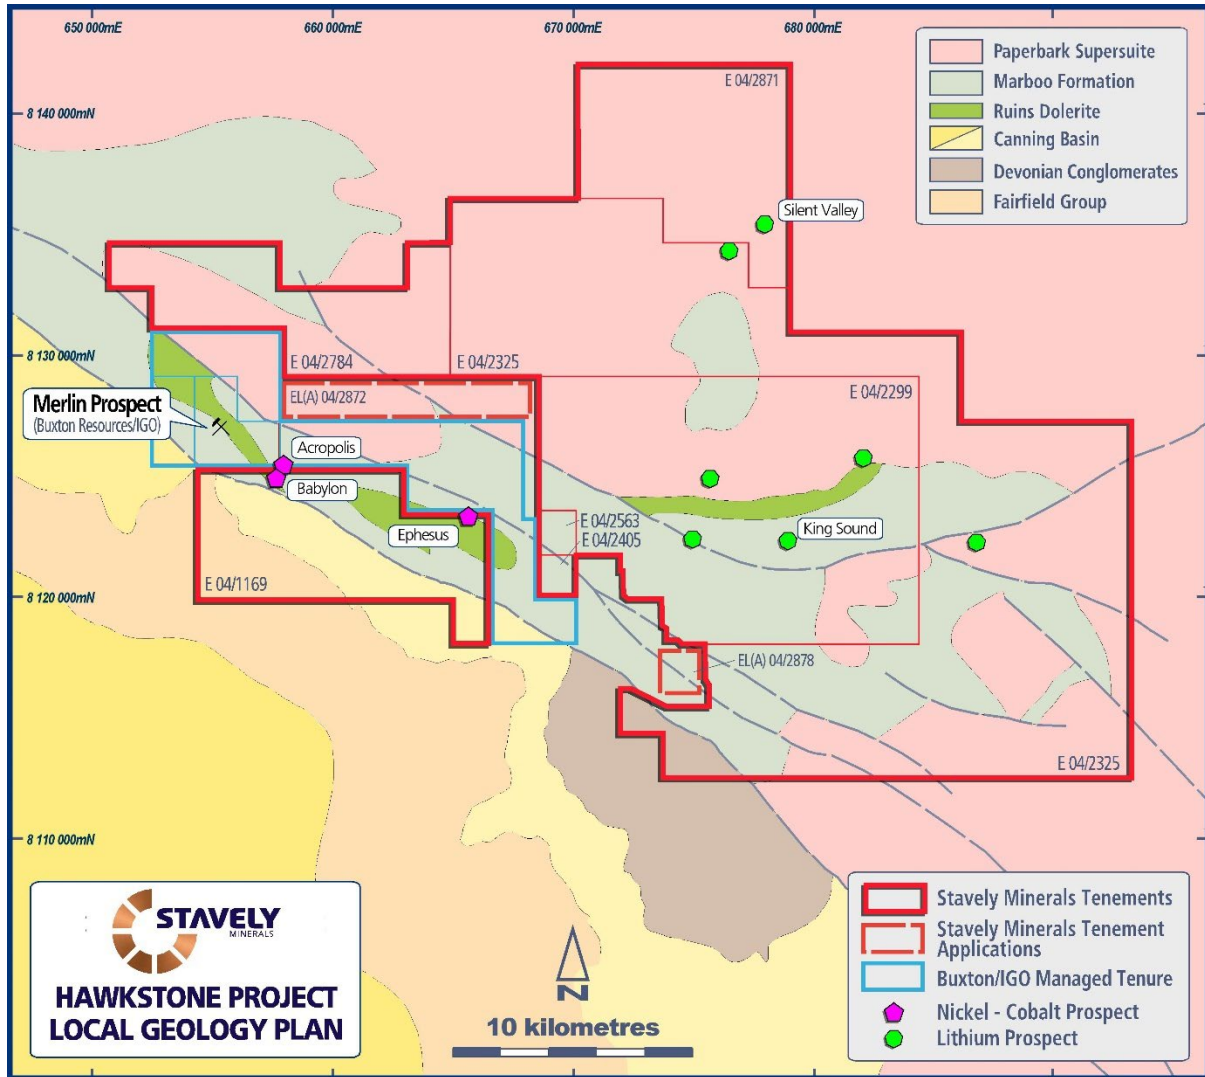 650 000mE
660 000mE
670 000mE
680 000mE
E 04/2871
Paperbark Supersuite
Marboo Formation
Ruins Dolerite
Canning Basin
Devonian Conglomerates
Fairfield Group
8 140 000mN
Silent Valley
8 130 000mN
E 04/2784
E 04/2325
E 04/2299
EL(A) 04/2872
Merlin Prospect
(Buxton Resources/IGO)
Acropolis
Babylon
Ephesus
E 04/2563
E 04/2405
King Sound
E 04/1169
8 120 000mN
EL(A) 04/2878
E 04/2325
8 110 000mN
STAVELY
MINERALS
HAWKSTONE PROJECT
LOCAL GEOLOGY PLAN
N
10 kilometres
Stavely Minerals Tenements
Stavely Minerals Tenement
Applications
Buxton/IGO Managed Tenure
Nickel - Cobalt Prospect
Lithium Prospect